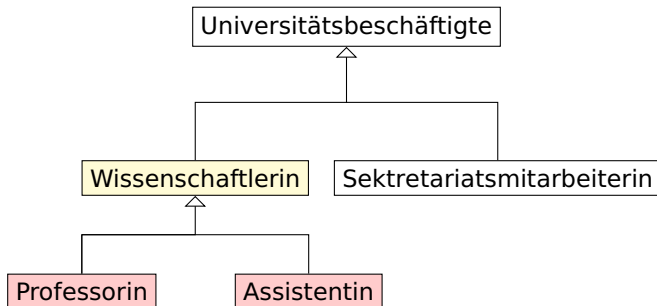 Universitätsbeschäftigte
Wissenschaftlerin
Sektretariatsmitarbeiterin
Professorin
Assistentin